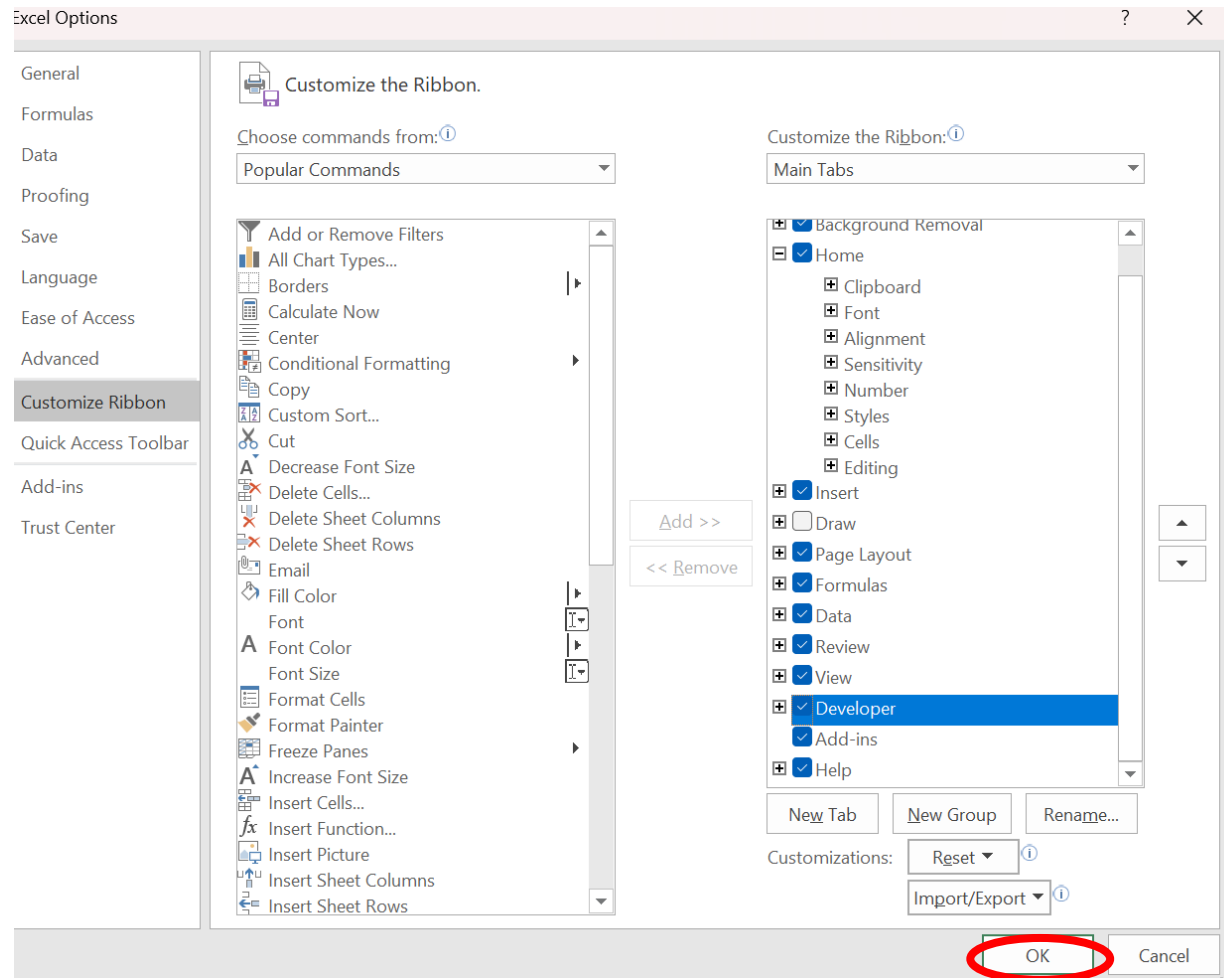 Excel Options
?
General
Formulas
Data
Proofing
Save
Language
Ease of Access
Advanced
Customize Ribbon
Quick Access Toolbar
Add-ins
Trust Center
Customize the Ribbon.
Choose commands from:
Popular Commands
Add or Remove Filters
All Chart Types...
Borders
Calculate Now
Center
Conditional Formatting
Copy
Custom Sort...
Cut
Decrease Font Size
Delete Cells...
Delete Sheet Columns
Delete Sheet Rows
Email
Fill Color
Font
Font Color
Font Size
Format Cells
Format Painter
Freeze Panes
Increase Font Size
Insert Cells...
Insert Function...
Insert Picture
Insert Sheet Columns
Insert Sheet Rows
Add >>
<< Remove
Customize the Ribbon:
Main Tabs
Background Removal
Home
Clipboard
Font
Alignment
Sensitivity
Number
Styles
Cells
Editing
Insert
Draw
Page Layout
Formulas
Data
Review
View
Developer
Add-ins
Help
New Tab New Group Rename...
Customizations: Reset
Import/Export
OK Cancel